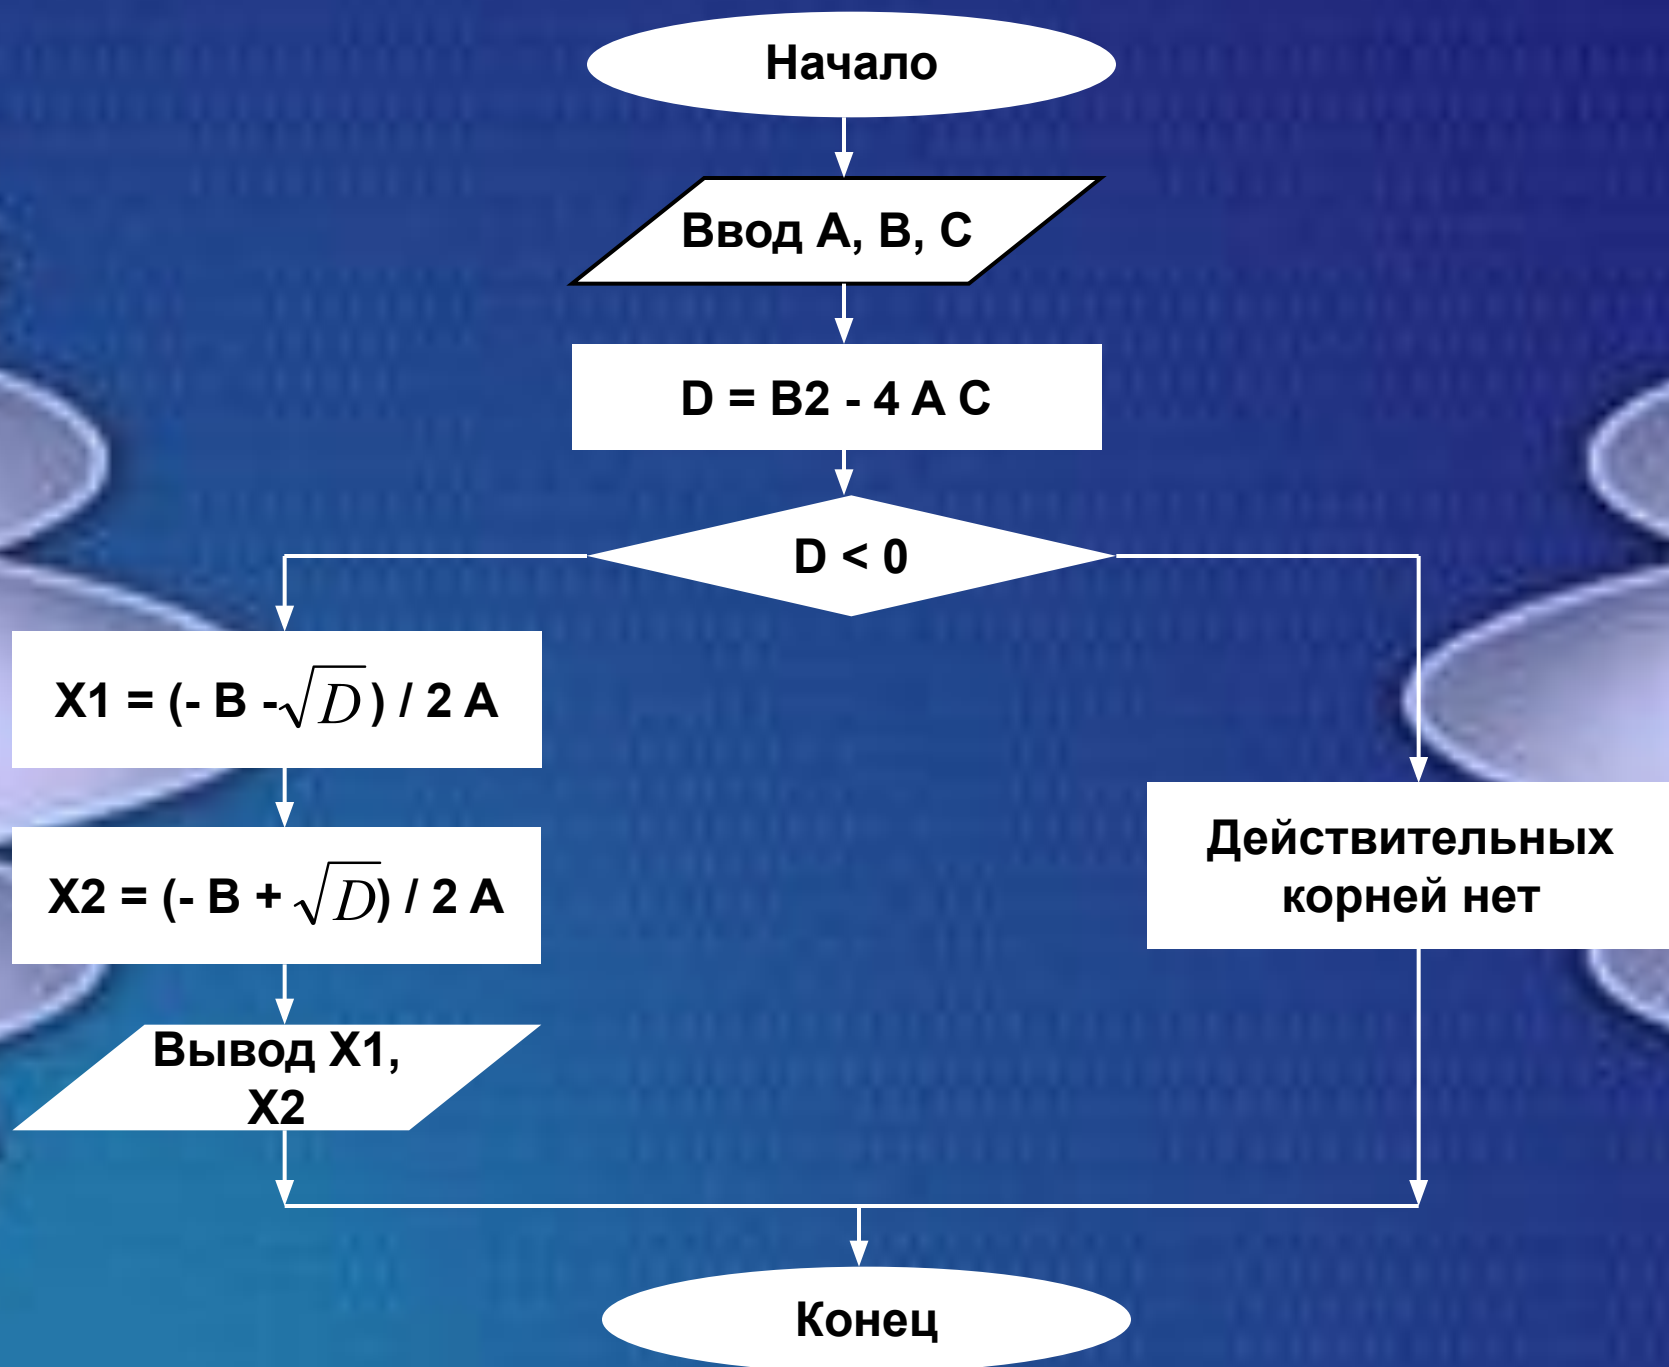 Начало
Ввод A, B, C
D = B2 - 4 A C
D < 0
X1 = (- B -√D ) / 2 A
X2 = (- B + √D) / 2 A
Вывод X1,
X2
Действительных
корней нет
Конец